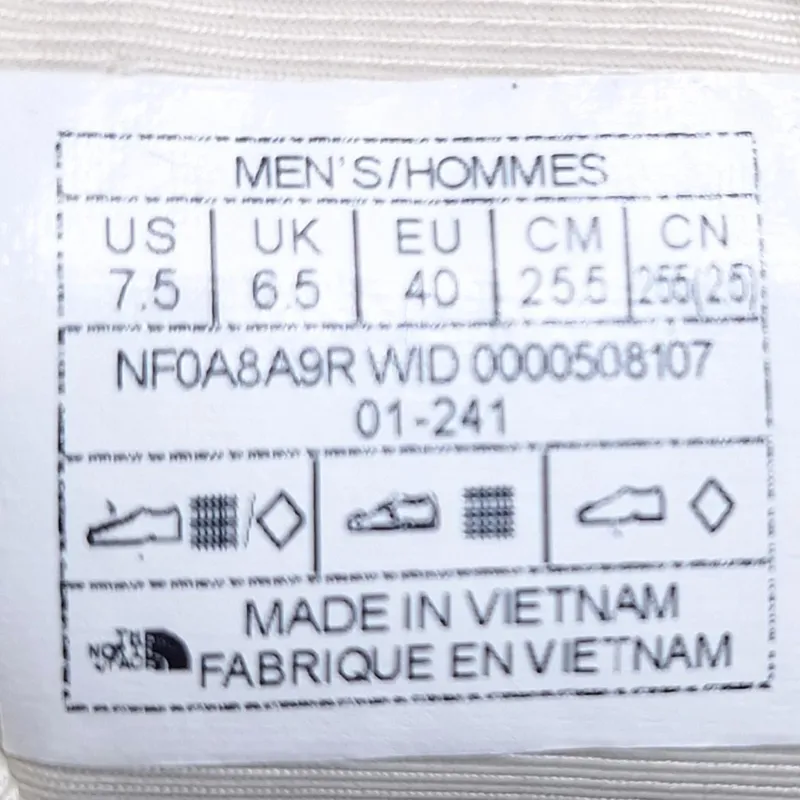 MEN'S/HOMMES
US UK EU CM CN
7.5 6.5 40 25.5 255(2.5)
NF0A8A9R WID 0000508107
01-241
MADE IN VIETNAM
THE NORTH FACE
FABRIQUE EN VIETNAM